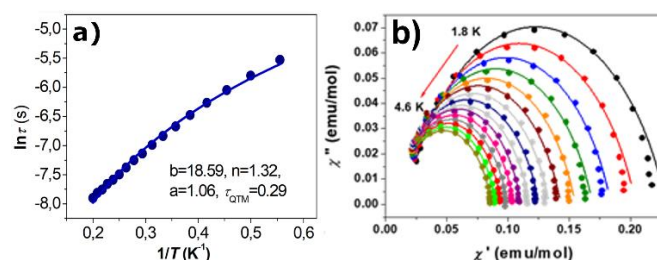 a)
ln τ (s)
-5,0
-5,5
-6,0
-6,5
-7,0
-7,5
-8,0
b=18.59, n=1.32,
a=1.06, τQTM=0.29
0,2 0,3 0,4 0,5 0,6
1/T (K⁻¹)
b)
χ'' (emu/mol)
0.07
0.06
0.05
0.04
0.03
0.02
0.01
0.00
1.8 K
4.6 K
0.00 0.05 0.10 0.15 0.20
χ' (emu/mol)